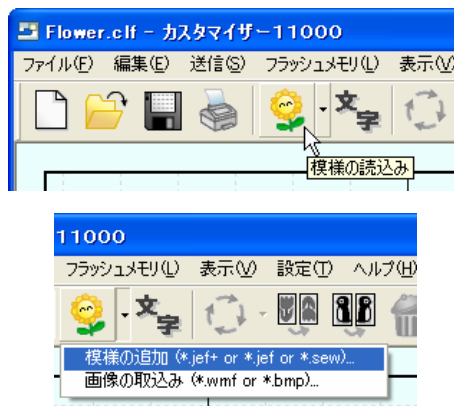 Flower.clf - カスタマイザー11000
ファイル(F) 編集(E) 送信(S) フラッシュメモリ(L) 表示(V)
文字
模様の読込み
11000
フラッシュメモリ(L) 表示(V) 設定(T) ヘルプ(H)
文字
模様の追加 (*.jef+ or *.jef or *.sew)...
画像の取込み (*.wmf or *.bmp)...